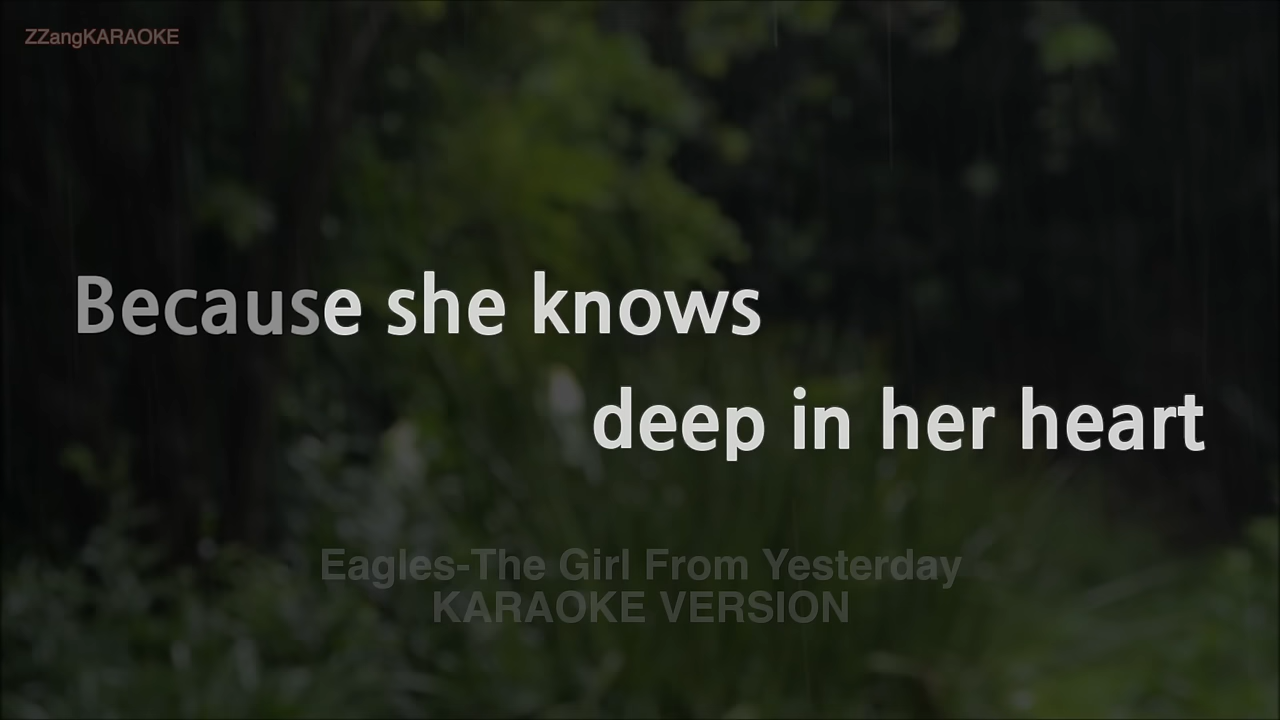 ZZangKARAOKE
Because she knows
deep in her heart
Eagles-The Girl From Yesterday
KARAOKE VERSION